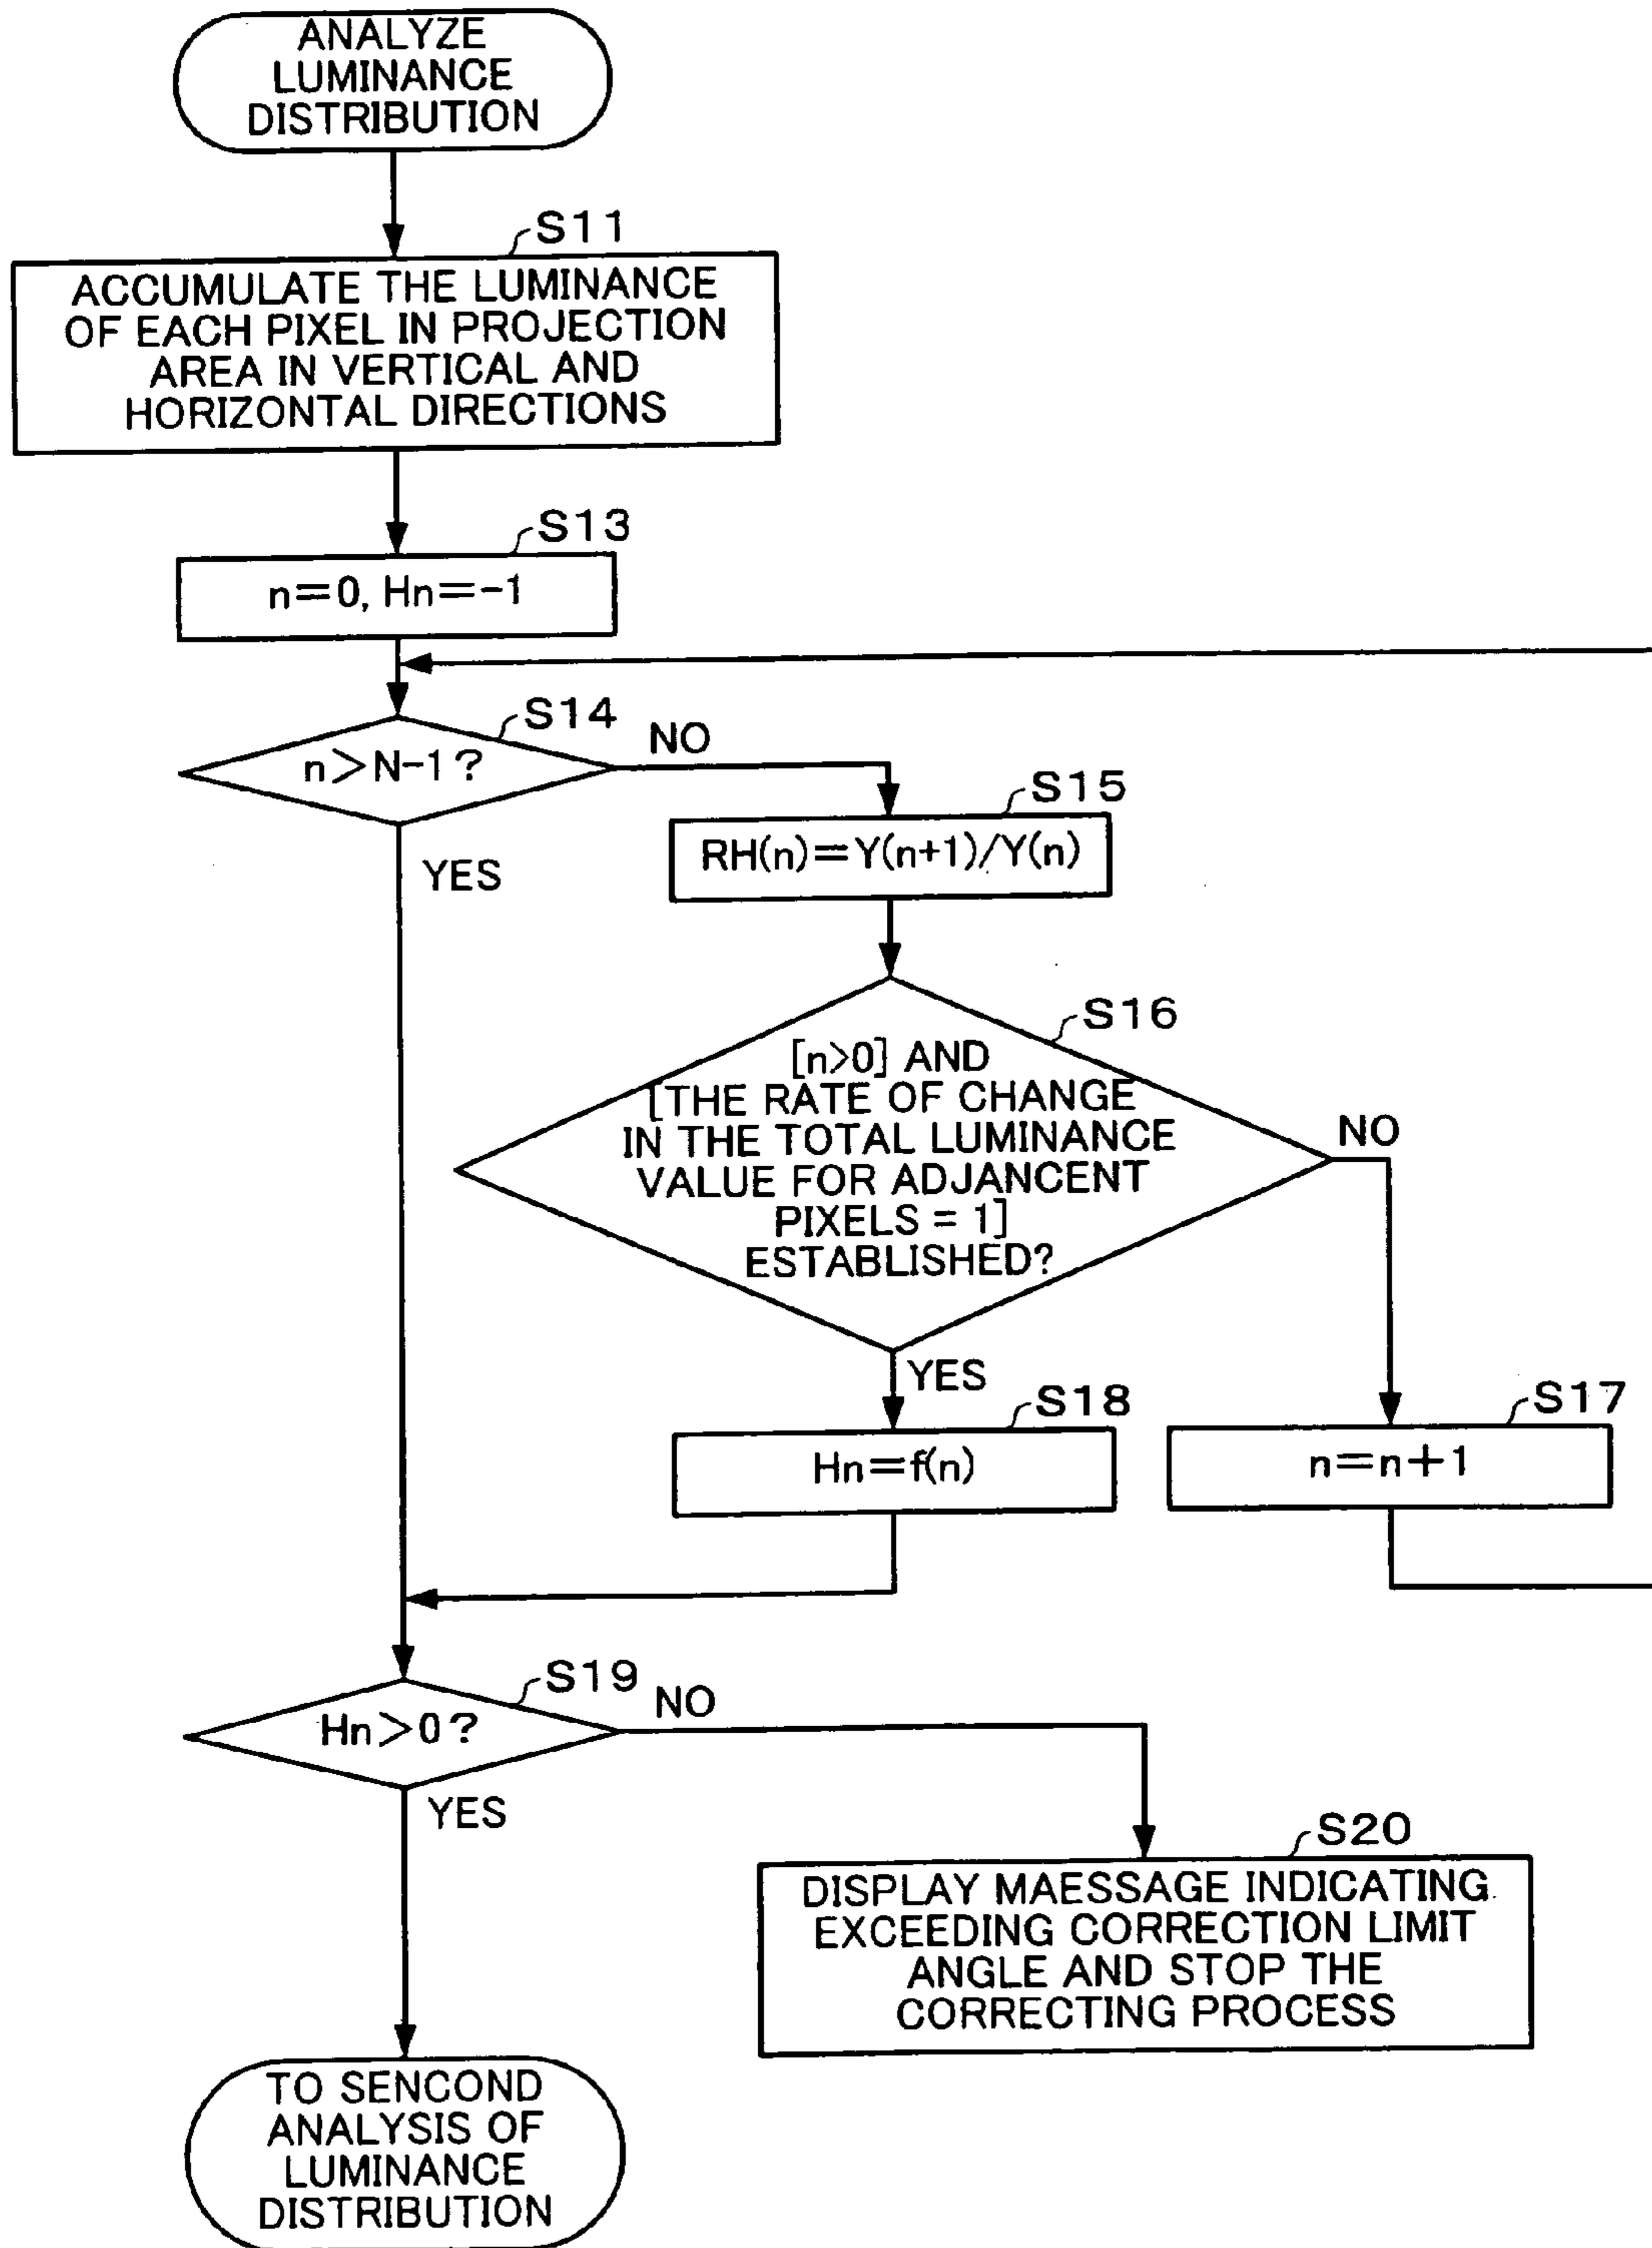 ANALYZE
LUMINANCE
DISTRIBUTION
S11
ACCUMULATE THE LUMINANCE
OF EACH PIXEL IN PROJECTION
AREA IN VERTICAL AND
HORIZONTAL DIRECTIONS
S13
n=0, Hn=-1
S14
n>N-1?
NO
YES
S15
RH(n)=Y(n+1)/Y(n)
S16
[n>0] AND
[THE RATE OF CHANGE
IN THE TOTAL LUMINANCE
VALUE FOR ADJANCENT
PIXELS = 1]
ESTABLISHED?
NO
YES
S18
Hn=f(n)
S17
n=n+1
S19
Hn>0?
NO
YES
S20
DISPLAY MAESSAGE INDICATING
EXCEEDING CORRECTION LIMIT
ANGLE AND STOP THE
CORRECTING PROCESS
TO SENCOND
ANALYSIS OF
LUMINANCE
DISTRIBUTION